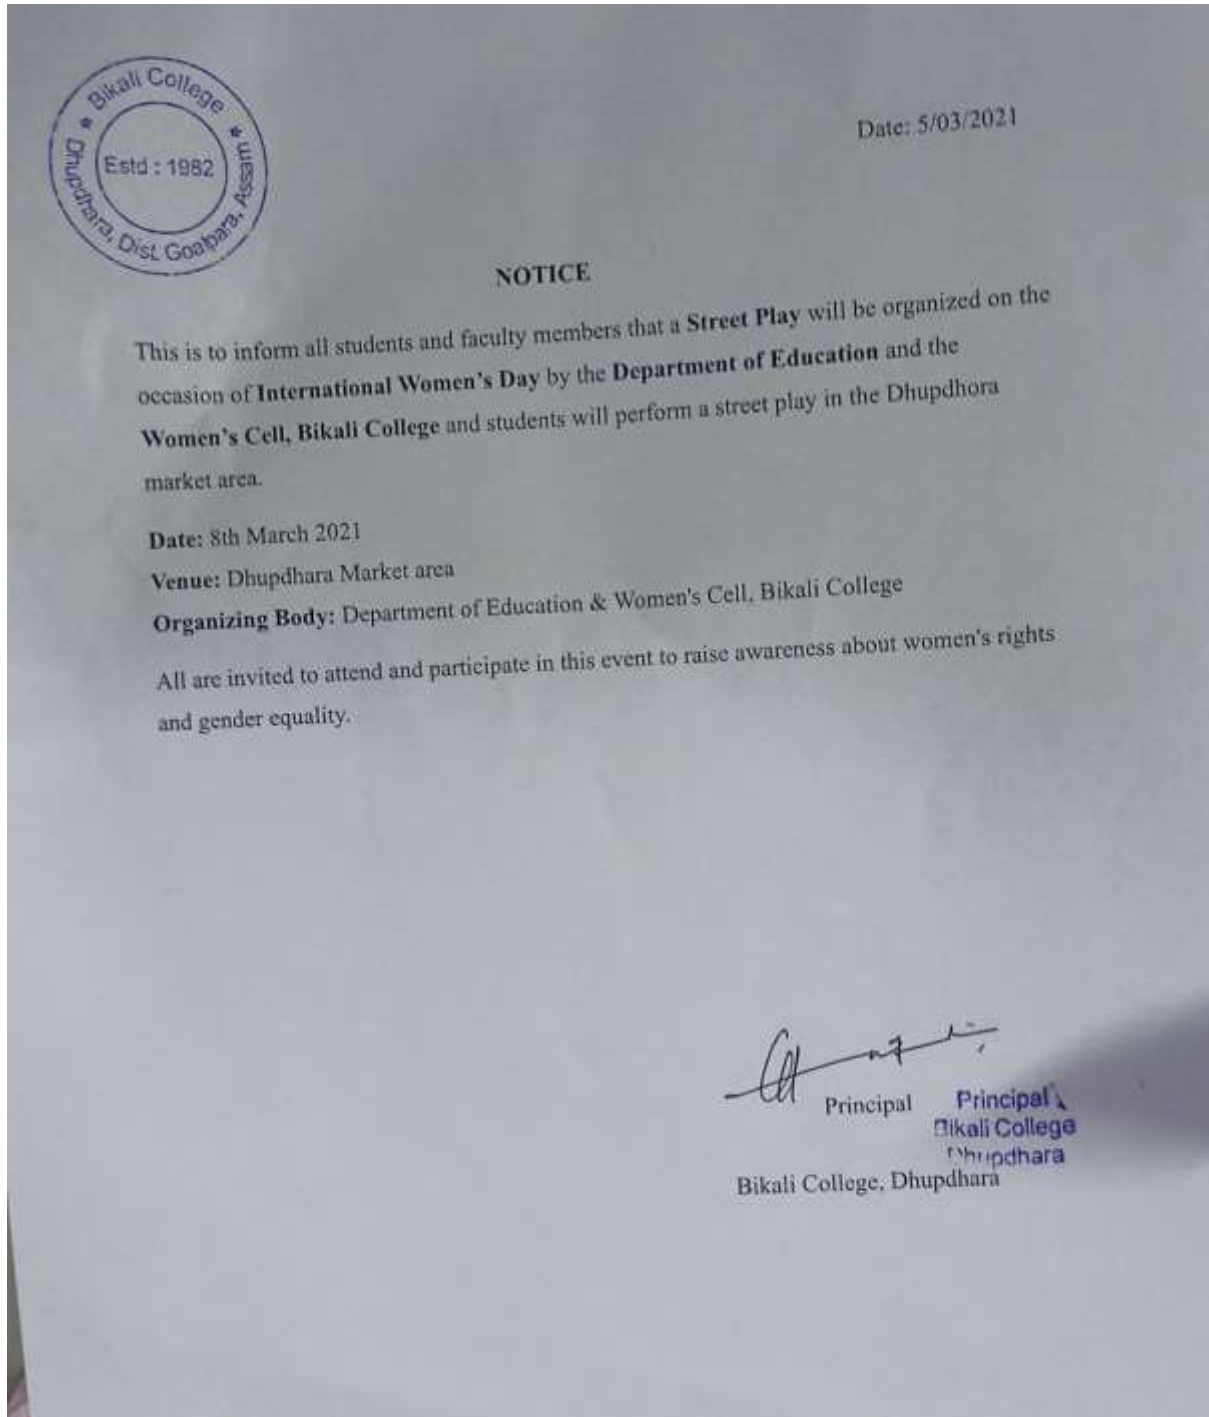 Bikali College
Dhupdhara, Dist. Goalpara, Assam
Estd : 1982
Date: 5/03/2021
NOTICE
This is to inform all students and faculty members that a Street Play will be organized on the
occasion of International Women's Day by the Department of Education and the
Women's Cell, Bikali College and students will perform a street play in the Dhupdhora
market area.
Date: 8th March 2021
Venue: Dhupdhara Market area
Organizing Body: Department of Education & Women's Cell, Bikali College
All are invited to attend and participate in this event to raise awareness about women's rights
and gender equality.
Principal
Principal
Bikali College
Dhupdhara
Bikali College, Dhupdhara